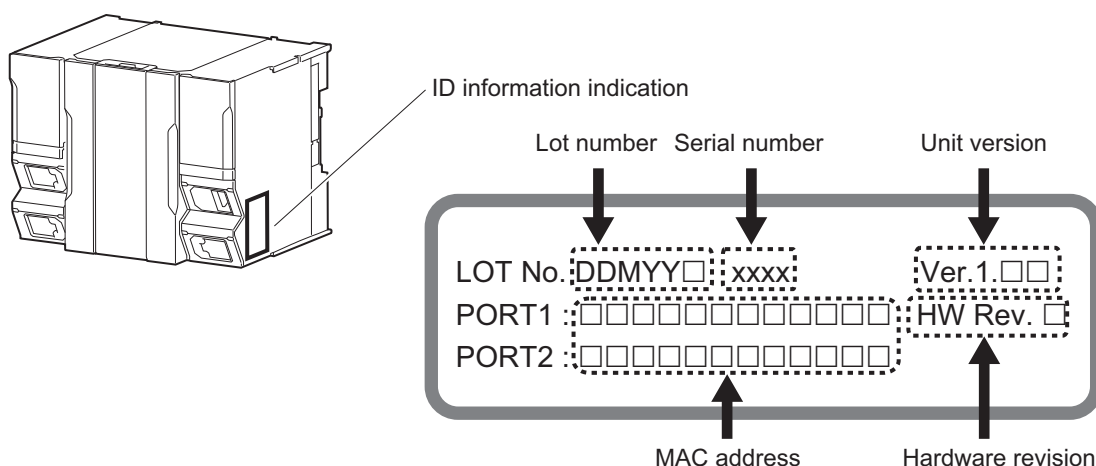 ID information indication
Lot number Serial number Unit version
LOT No. DDMYY□ xxxx Ver.1.□□
PORT1 : □□□□□□□□□□□□ HW Rev. □
PORT2 : □□□□□□□□□□□□
MAC address Hardware revision